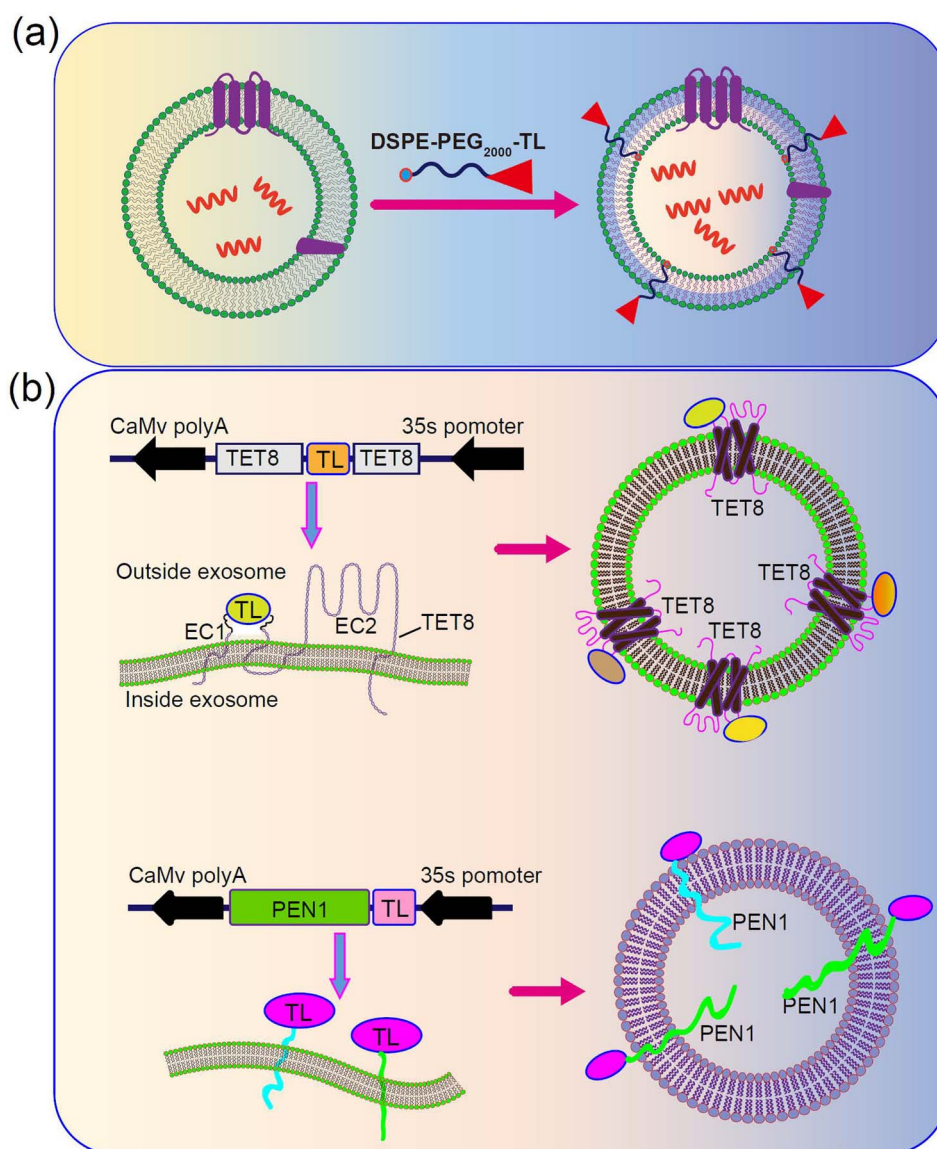 (a)
DSPE-PEG2000-TL
(b)
CaMv polyA
35s pomoter
TET8
TL
TET8
TET8
Outside exosome
TL
EC1
EC2
TET8
Inside exosome
TET8
TET8
TET8
CaMv polyA
35s pomoter
PEN1
TL
PEN1
PEN1
PEN1
TL
TL